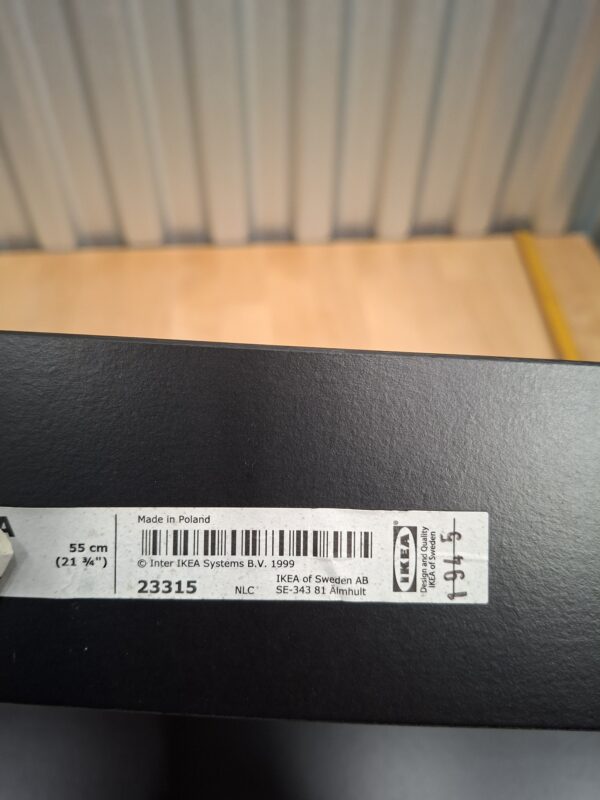 A
55 cm
(21 ¾")
Made in Poland
© Inter IKEA Systems B.V. 1999
23315
NLC
IKEA of Sweden AB
SE-343 81 Älmhult
IKEA®
Design and Quality
IKEA of Sweden
1945